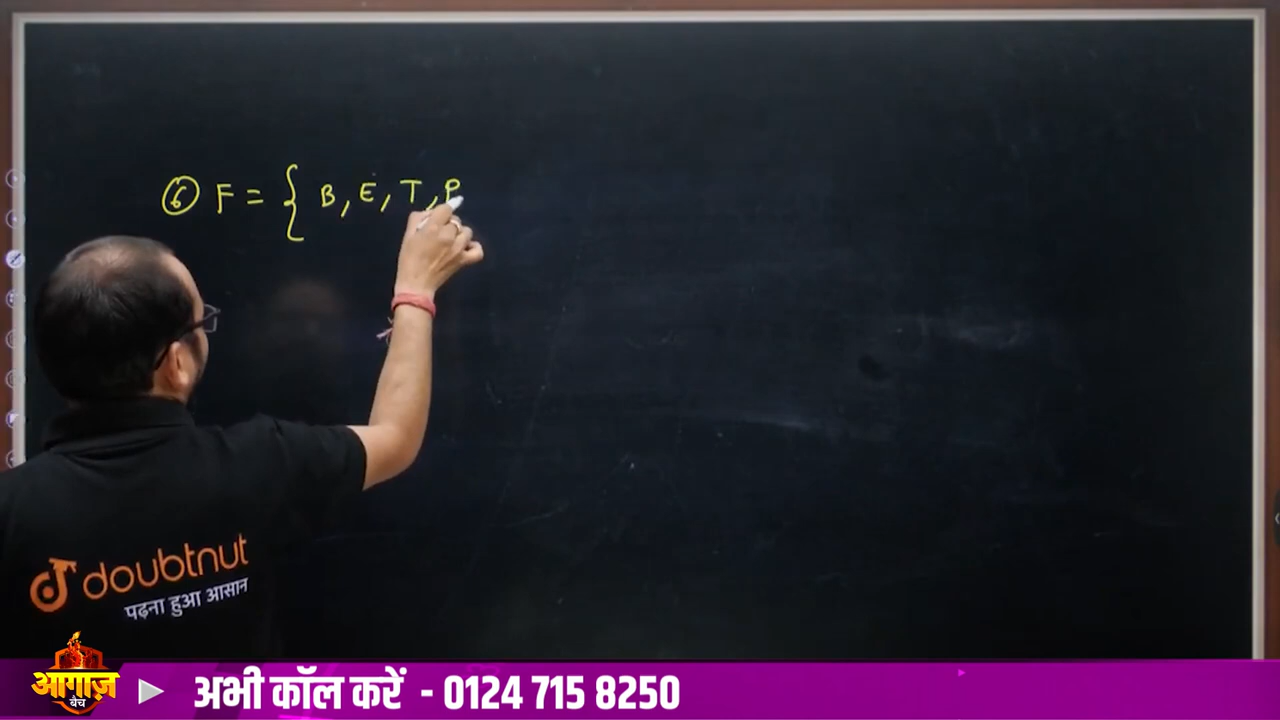 ⑥ F = { B, E, T, P
doubtnut
पढ़ना हुआ आसान
आगाज़
बैच
अभी कॉल करें - 0124 715 8250